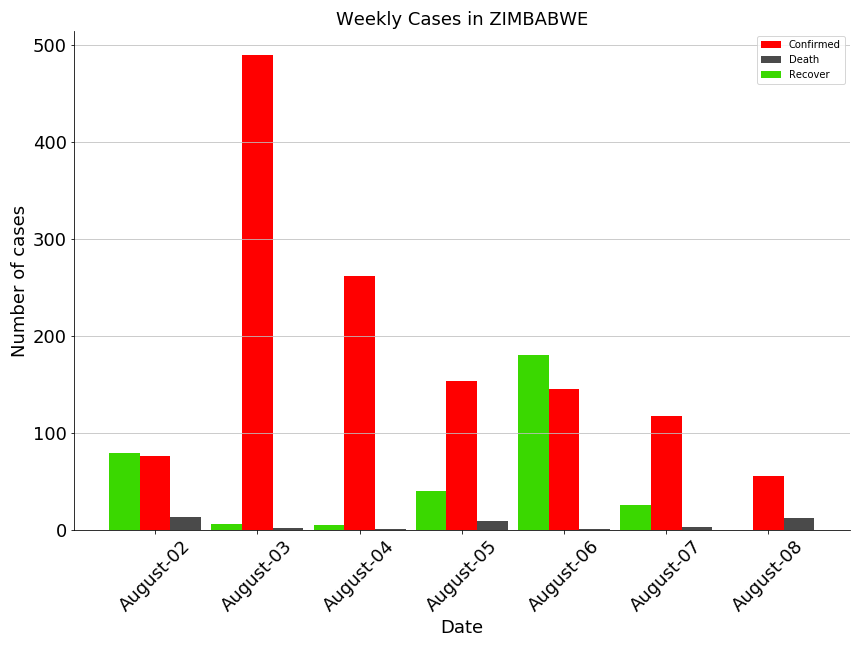 Weekly Cases in ZIMBABWE
Confirmed
Death
Recover
Number of cases
500
400
300
200
100
0
August-02
August-03
August-04
August-05
August-06
August-07
August-08
Date